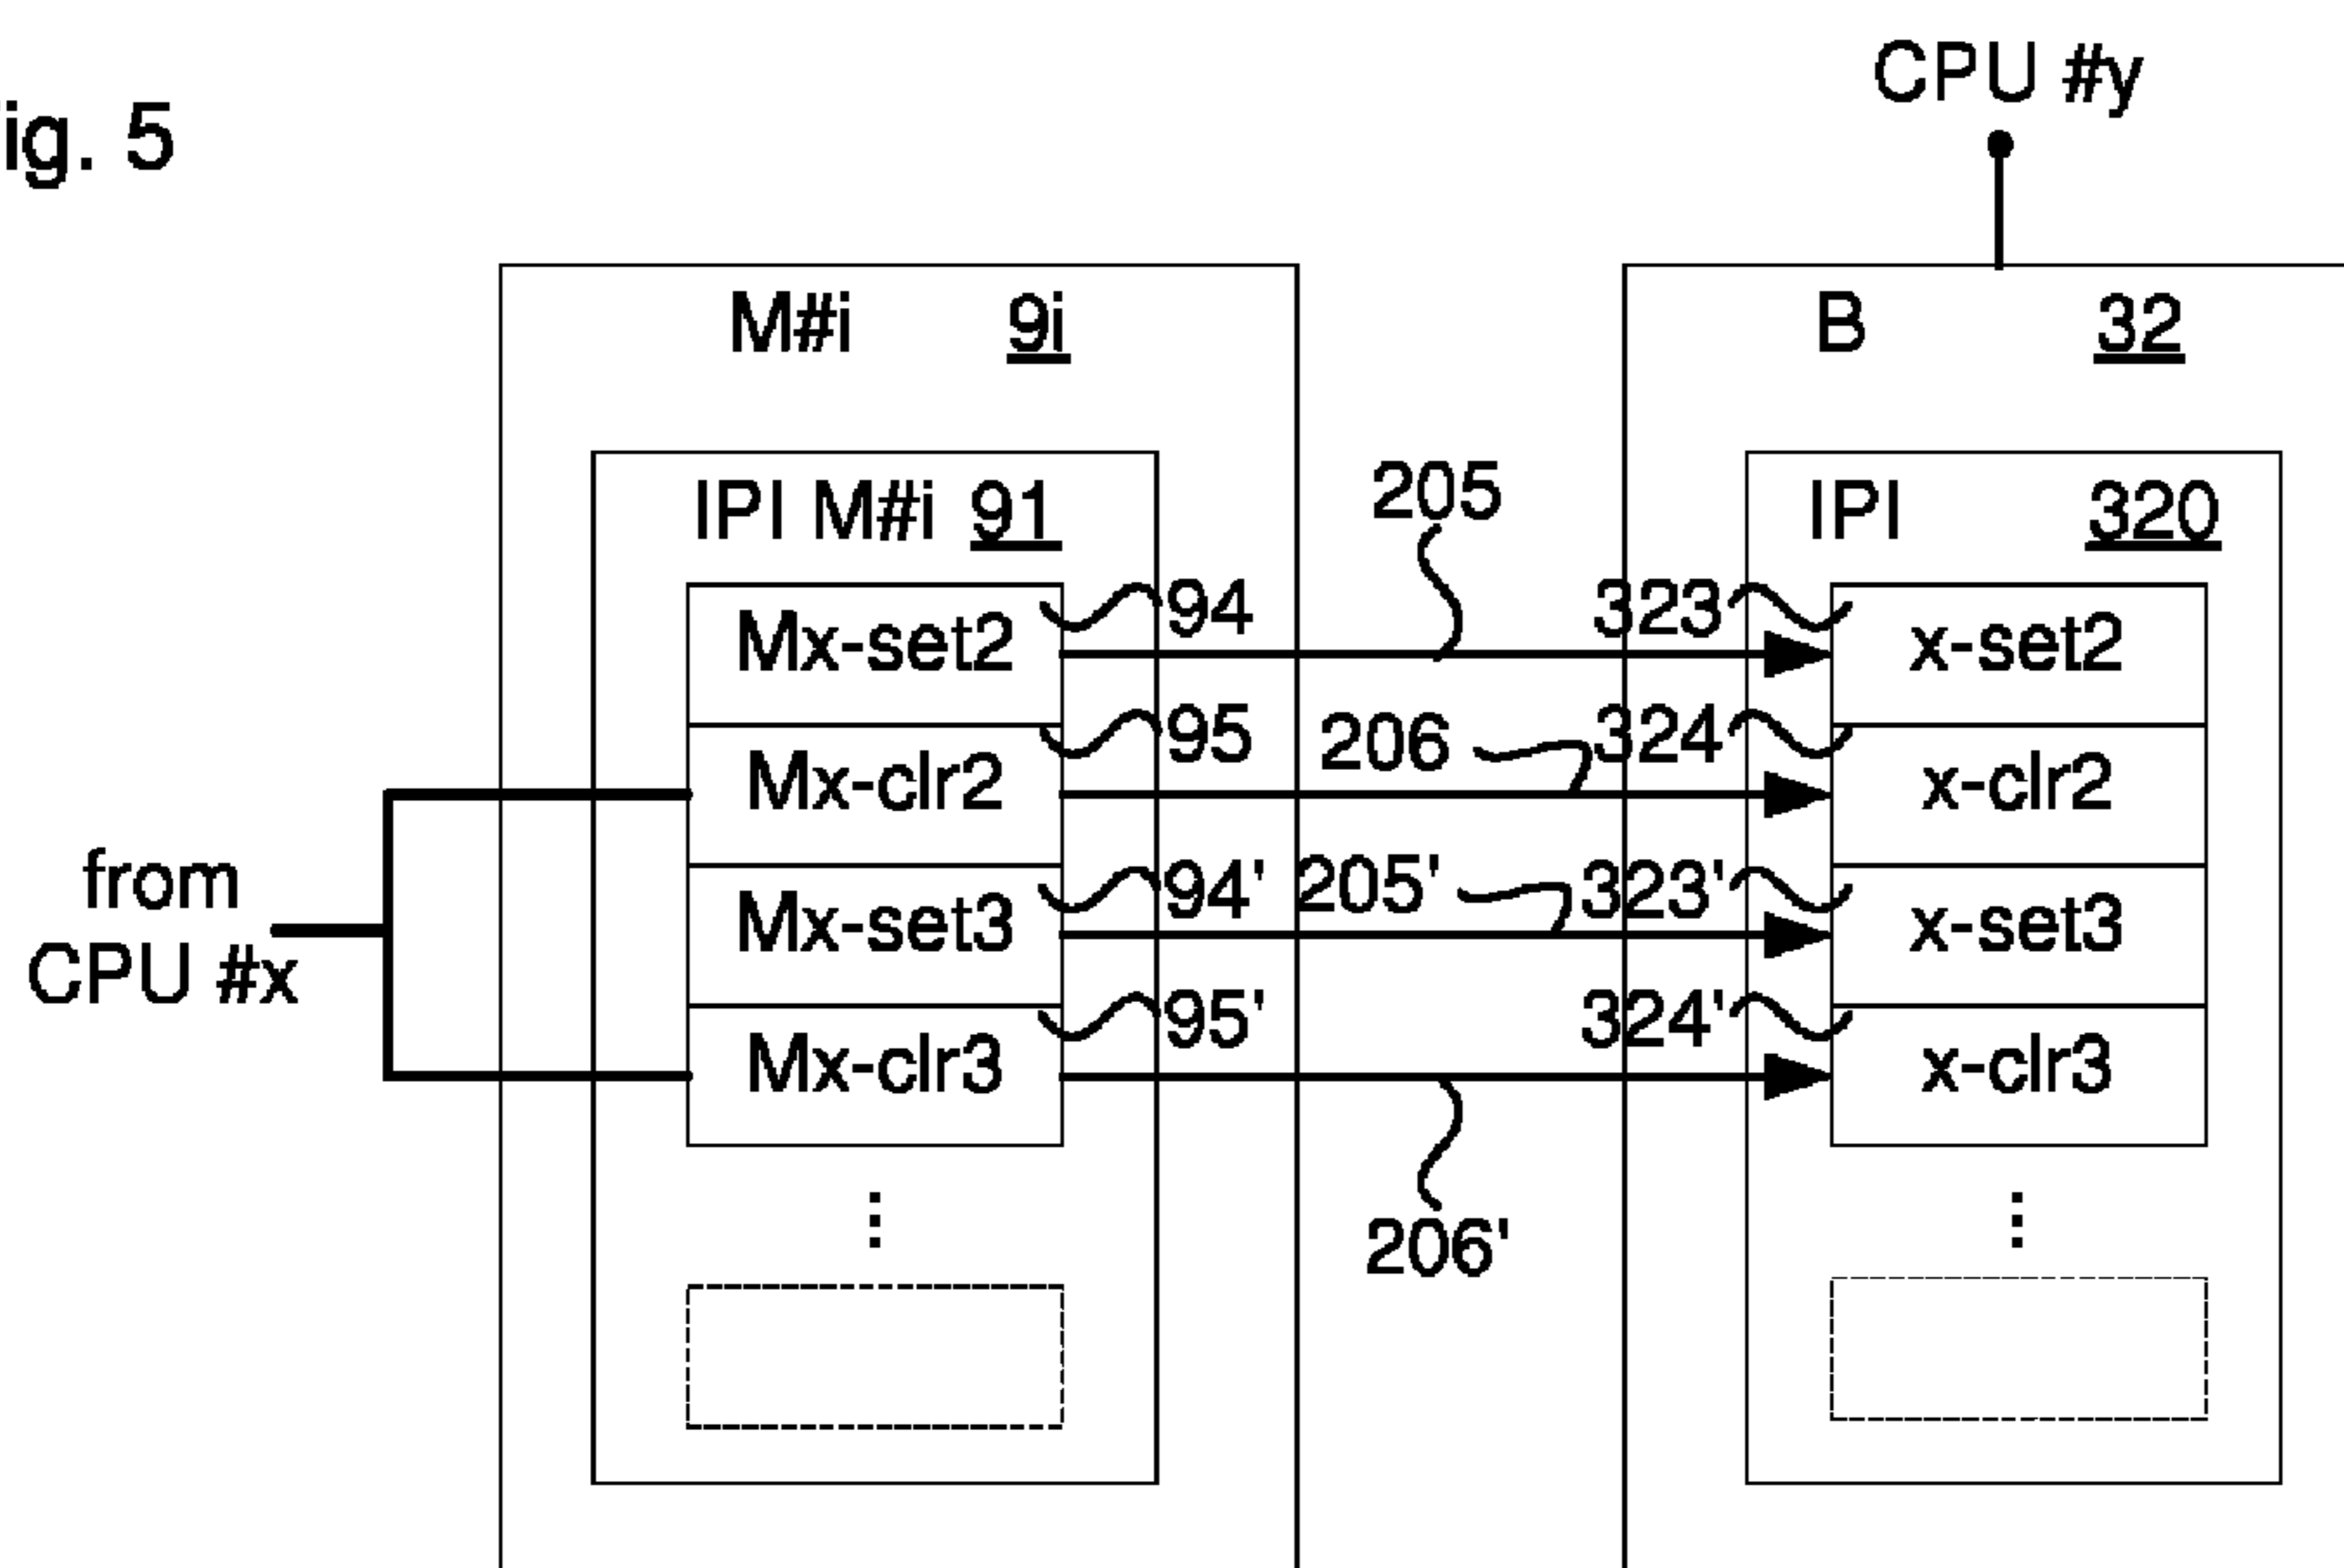 CPU #y
ig. 5
M#i 9i
B 32
IPI M#i 91
205
IPI 320
Mx-set2
94
323
x-set2
Mx-clr2
95
206
324
x-clr2
from
CPU #x
Mx-set3
94'
205'
323'
x-set3
Mx-clr3
95'
324'
x-clr3
206'